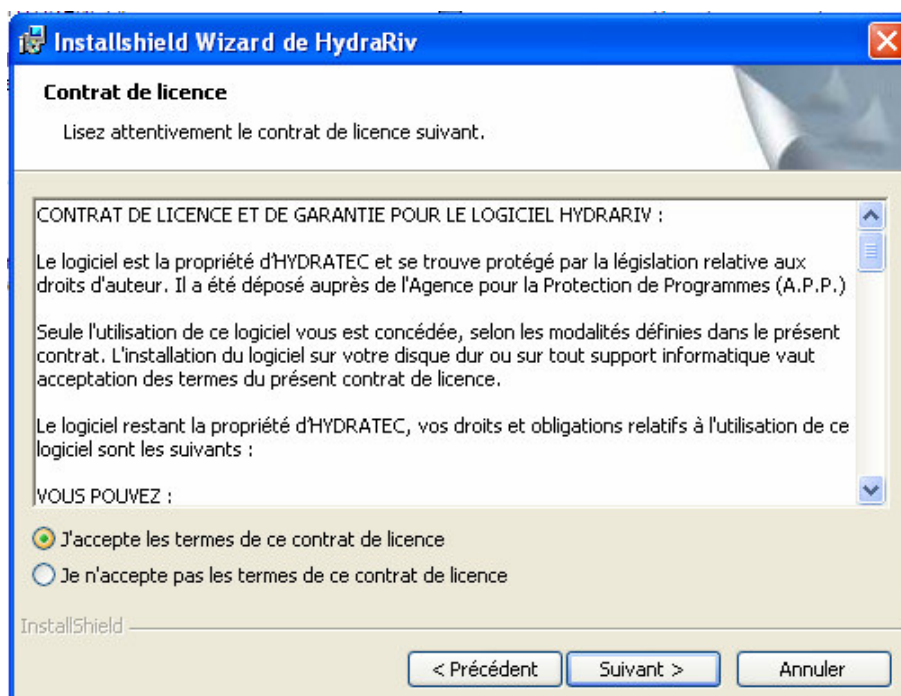 Installshield Wizard de HydraRiv
Contrat de licence
Lisez attentivement le contrat de licence suivant.
CONTRAT DE LICENCE ET DE GARANTIE POUR LE LOGICIEL HYDRARIV :
Le logiciel est la propriété d'HYDRATEC et se trouve protégé par la législation relative aux
droits d'auteur. Il a été déposé auprès de l'Agence pour la Protection de Programmes (A.P.P.)
Seule l'utilisation de ce logiciel vous est concédée, selon les modalités définies dans le présent
contrat. L'installation du logiciel sur votre disque dur ou sur tout support informatique vaut
acceptation des termes du présent contrat de licence.
Le logiciel restant la propriété d'HYDRATEC, vos droits et obligations relatifs à l'utilisation de ce
logiciel sont les suivants :
VOUS POUVEZ :
J'accepte les termes de ce contrat de licence
Je n'accepte pas les termes de ce contrat de licence
InstallShield
< Précédent
Suivant >
Annuler